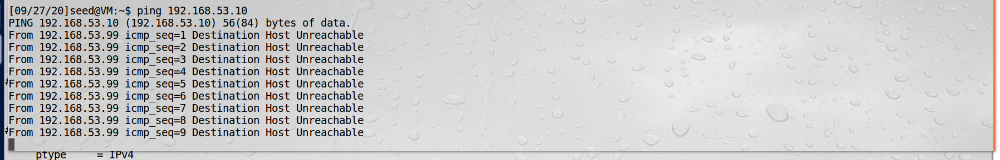 [09/27/20]seed@VM:~$ ping 192.168.53.10
PING 192.168.53.10 (192.168.53.10) 56(84) bytes of data.
From 192.168.53.99 icmp_seq=1 Destination Host Unreachable
From 192.168.53.99 icmp_seq=2 Destination Host Unreachable
From 192.168.53.99 icmp_seq=3 Destination Host Unreachable
From 192.168.53.99 icmp_seq=4 Destination Host Unreachable
#From 192.168.53.99 icmp_seq=5 Destination Host Unreachable
From 192.168.53.99 icmp_seq=6 Destination Host Unreachable
From 192.168.53.99 icmp_seq=7 Destination Host Unreachable
From 192.168.53.99 icmp_seq=8 Destination Host Unreachable
#From 192.168.53.99 icmp_seq=9 Destination Host Unreachable
ptype = IPv4